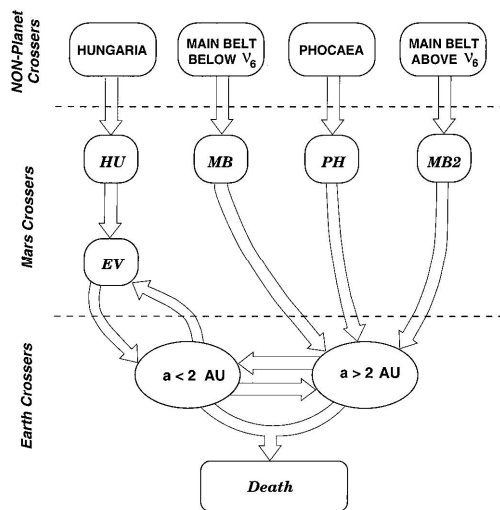 NON-Planet
Crossers
HUNGARIA
MAIN BELT
BELOW ν6
PHOCAEA
MAIN BELT
ABOVE ν6
Mars Crossers
HU
MB
PH
MB2
EV
Earth Crossers
a < 2 AU
a > 2 AU
Death